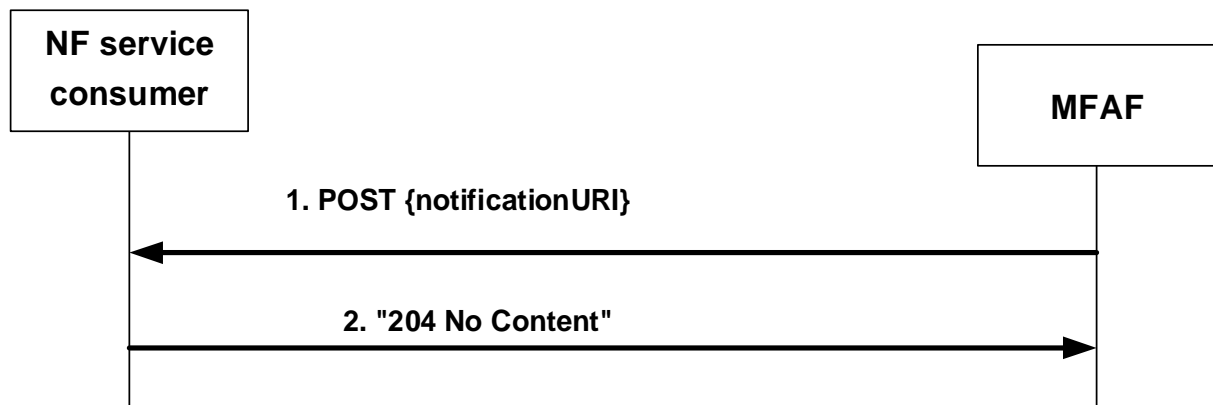 NF service
consumer
MFAF
1. POST {notificationURI}
2. "204 No Content"